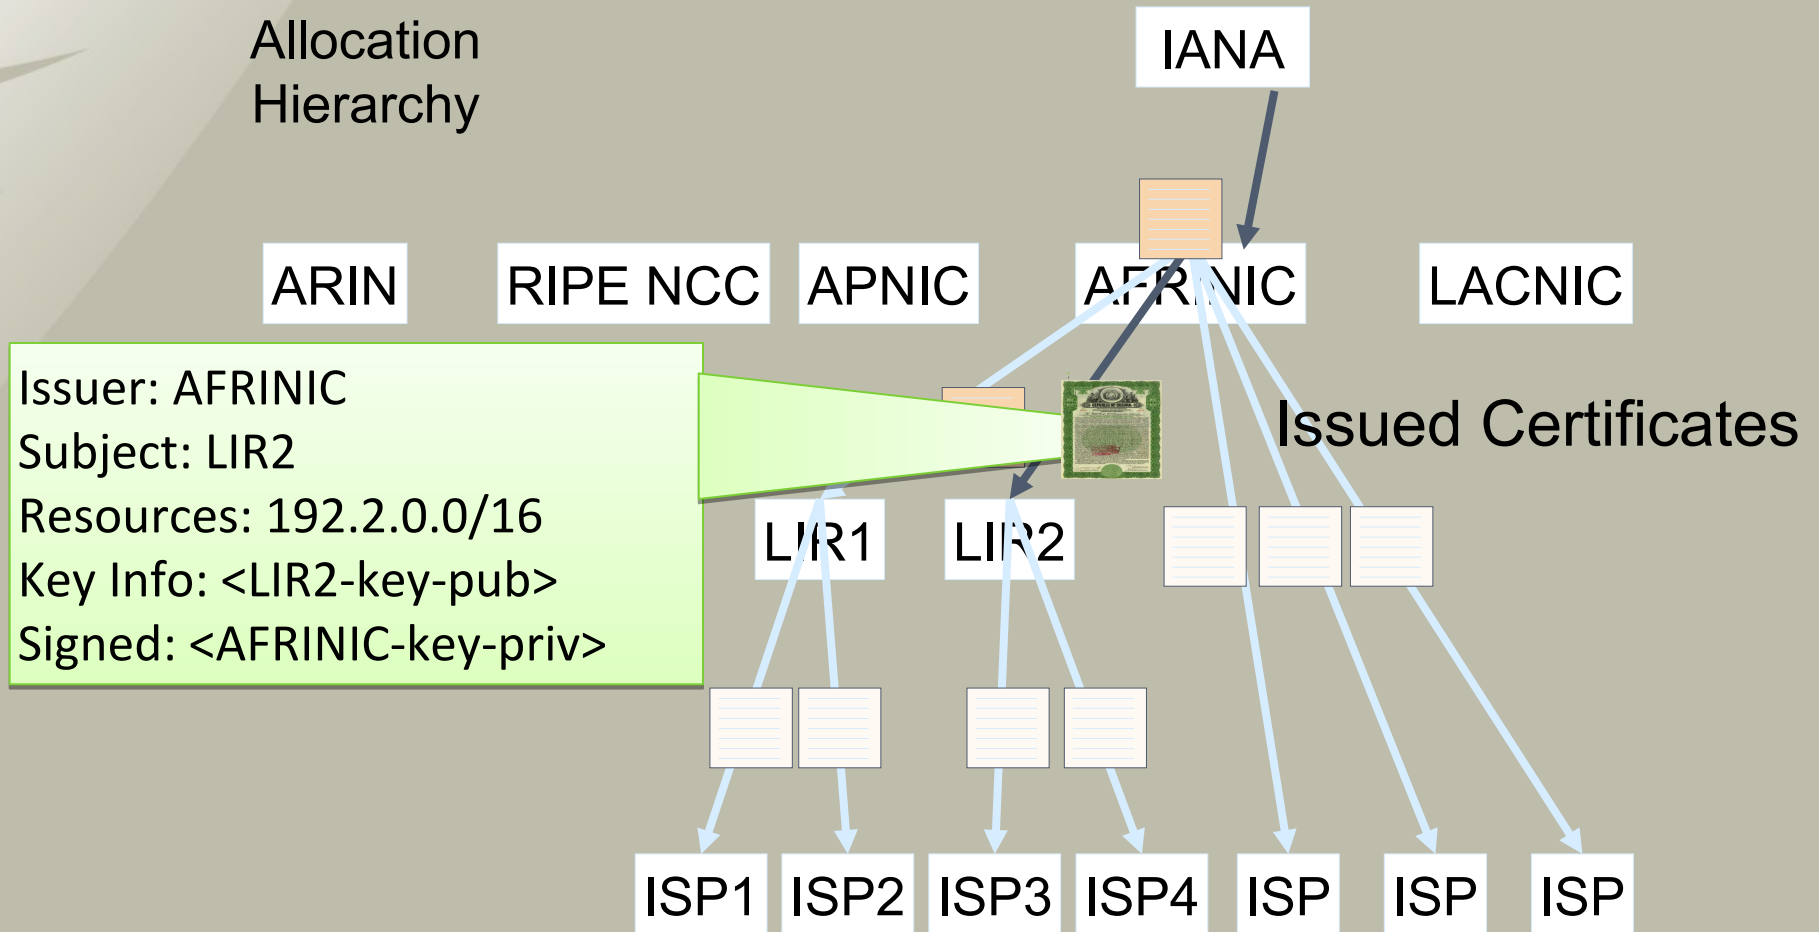 Allocation
Hierarchy
IANA
ARIN
RIPE NCC
APNIC
AFRINIC
LACNIC
Issuer: AFRINIC
Subject: LIR2
Resources: 192.2.0.0/16
Key Info: <LIR2-key-pub>
Signed: <AFRINIC-key-priv>
Issued Certificates
LIR1
LIR2
ISP1
ISP2
ISP3
ISP4
ISP
ISP
ISP